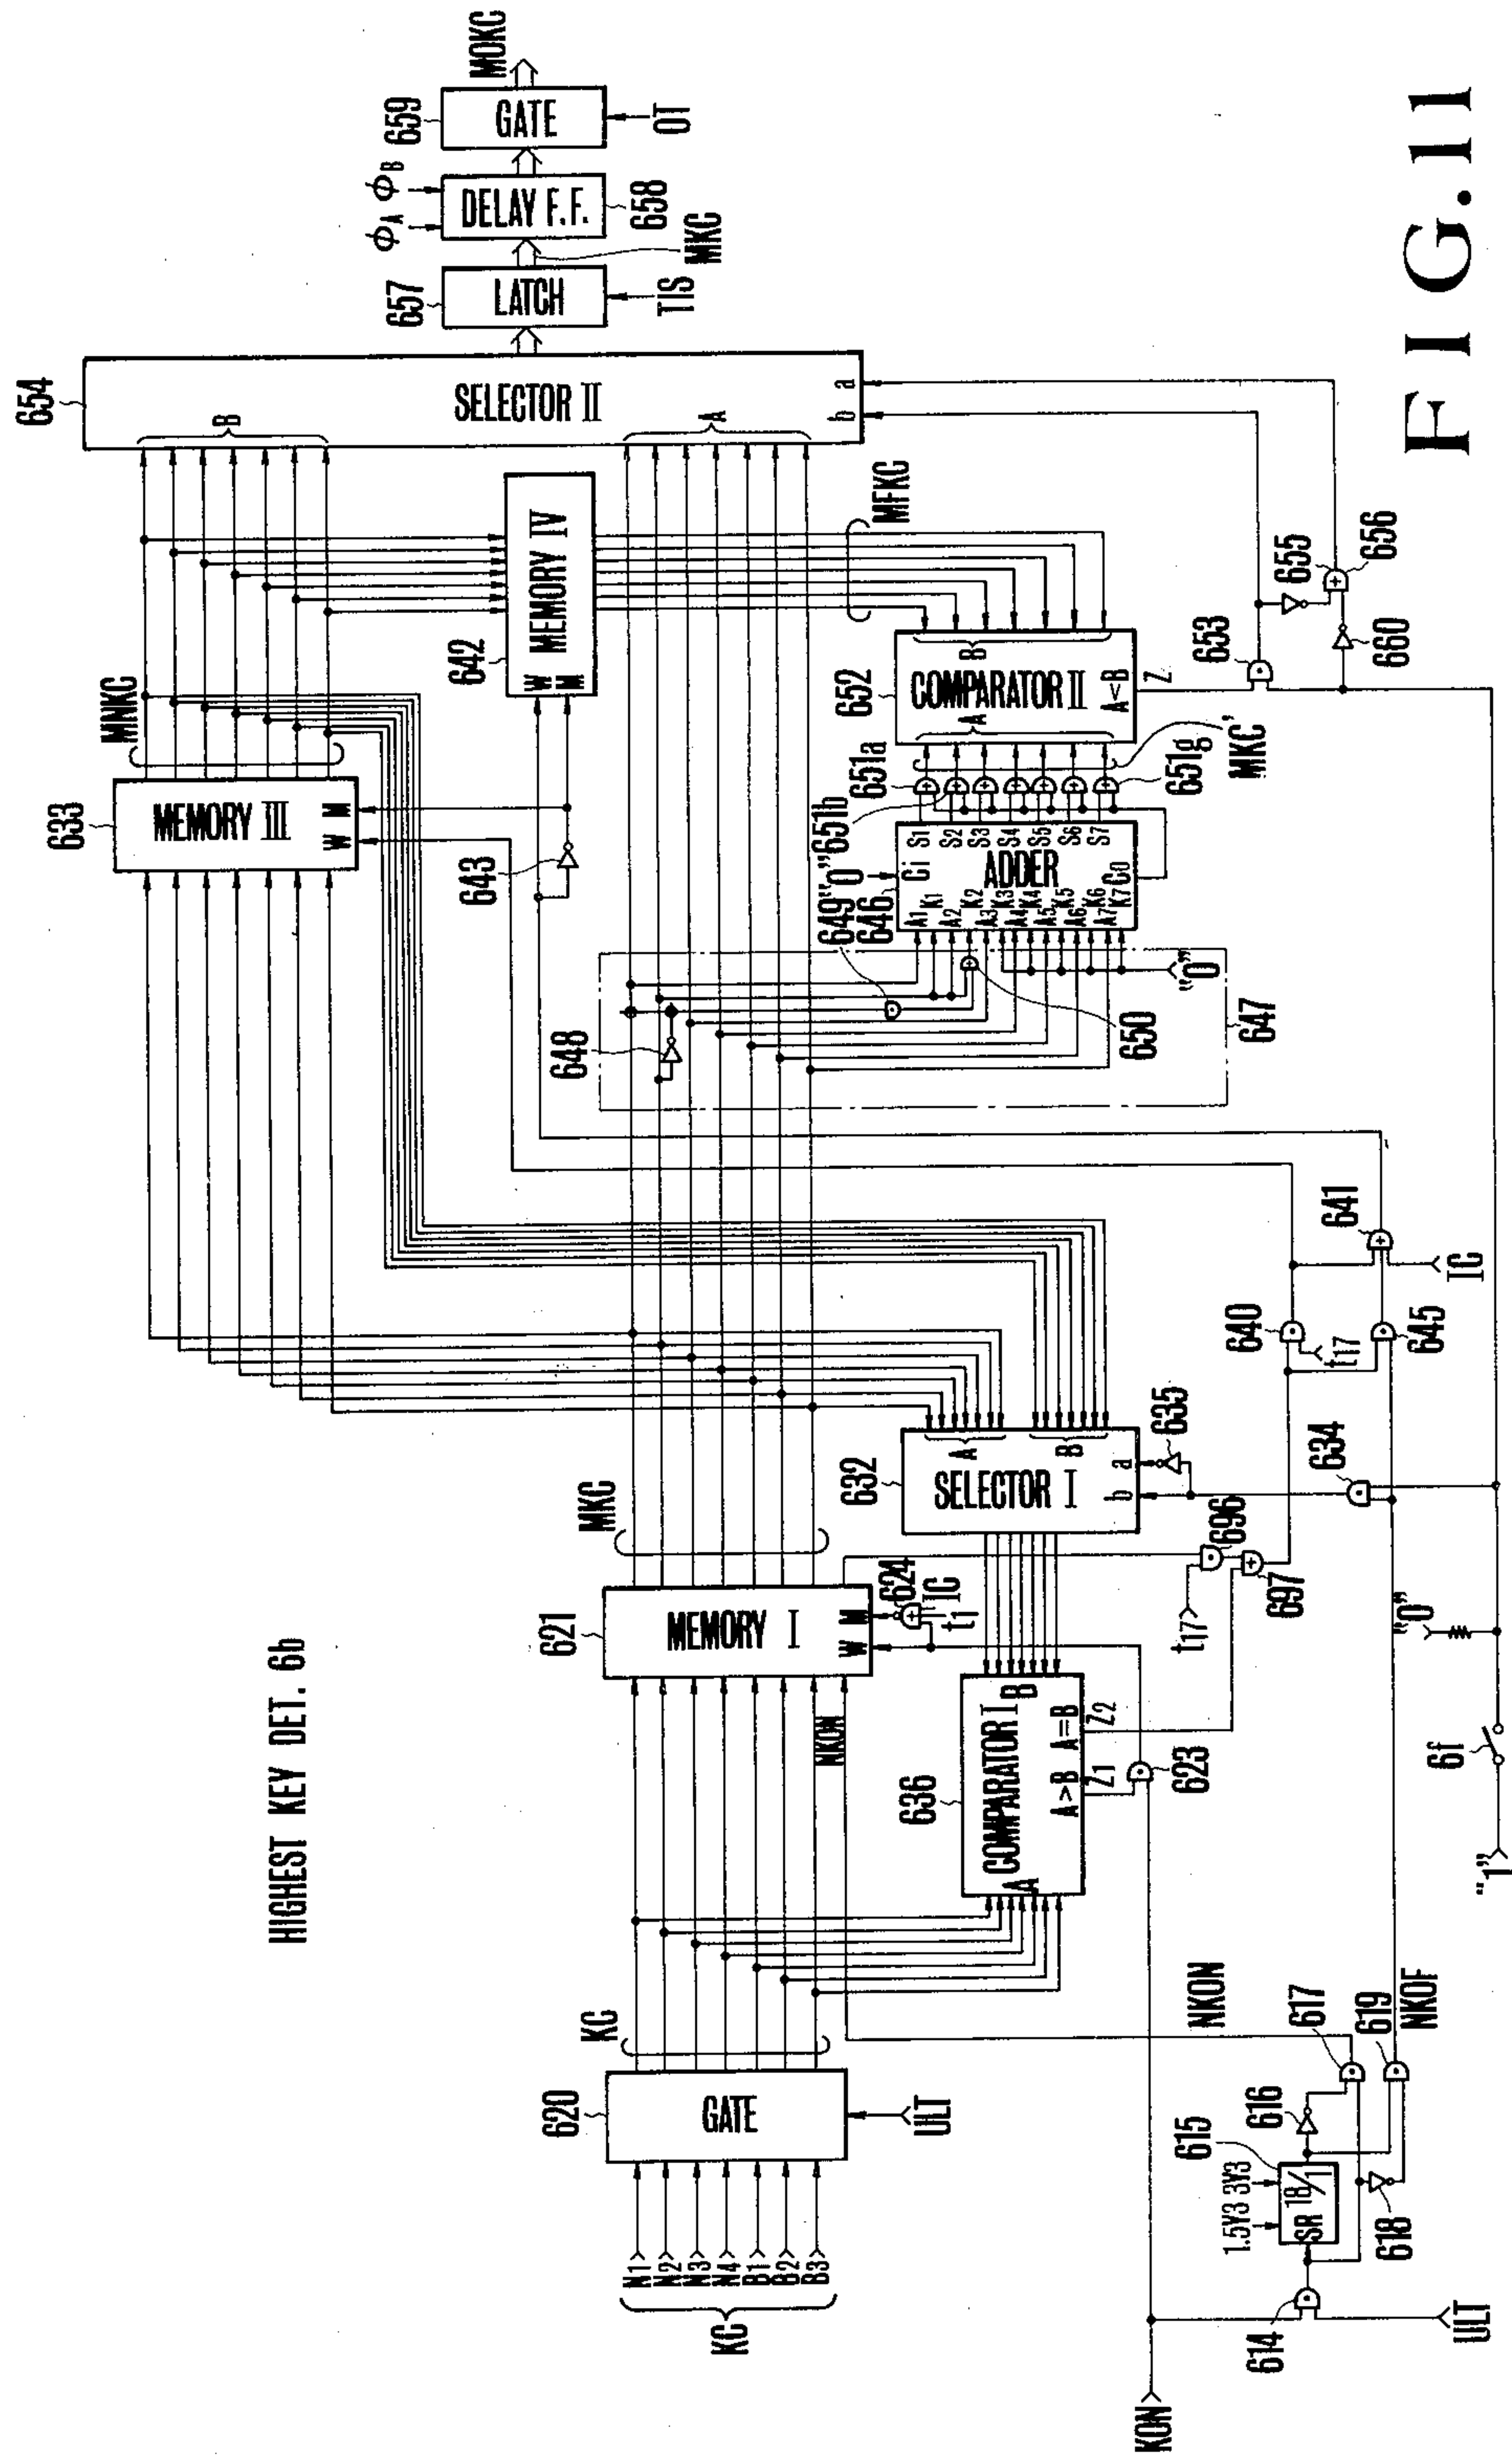 HIGHEST KEY DET. 6b
FIG.11
KC
N1
N2
N3
N4
B1
B2
B3
620
GATE
ULT
KC
NKON
621
MEMORY I
W M
624
IC
t1
MKC
636
COMPARATOR I
A
B
A>B
A=B
Z1
Z2
623
632
SELECTOR I
A
B
b a
635
634
t17
696
697
640
t17
645
641
IC
KON
614
ULT
615
SR 18/1
1.5Y3 3Y3
616
617
618
619
NKON
NKOF
6f
"1"
"0"
633
MEMORY III
W M
MNKC
643
642
MEMORY IV
W
M
MFKC
648
647
649
650
646
"0"
"0"
ADDER
Ci
Co
A1
K1
A2
K2
A3
K3
A4
K4
A5
K5
A6
K6
A7
K7
S1
S2
S3
S4
S5
S6
S7
651a
651b
651g
MKC'
652
COMPARATOR II
A
B
A<B
Z
653
655
656
660
654
SELECTOR II
B
A
b a
657
LATCH
TIS
MKC
658
DELAY F.F.
ϕA ϕB
659
GATE
OT
MOKC